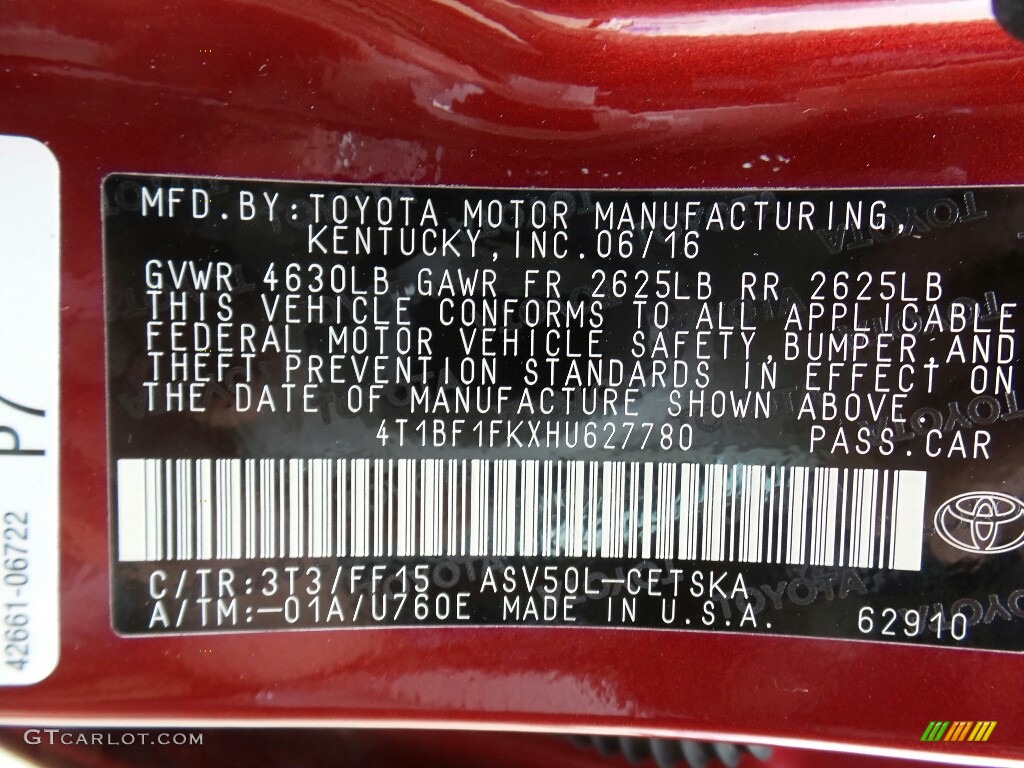 MFD.BY:TOYOTA MOTOR MANUFACTURING,
KENTUCKY, INC.06/16
GVWR 4630LB GAWR FR 2625LB RR 2625LB
THIS VEHICLE CONFORMS TO ALL APPLICABLE
FEDERAL MOTOR VEHICLE SAFETY,BUMPER,AND
THEFT PREVENTION STANDARDS IN EFFECT ON
THE DATE OF MANUFACTURE SHOWN ABOVE.
4T1BF1FKXHU627780 PASS.CAR
C/TR:3T3/FF15 ASV50L-CETSKA
A/TM:-01A/U760E MADE IN U.S.A.
62910
P7
42661-06722
GTCARLOT.COM